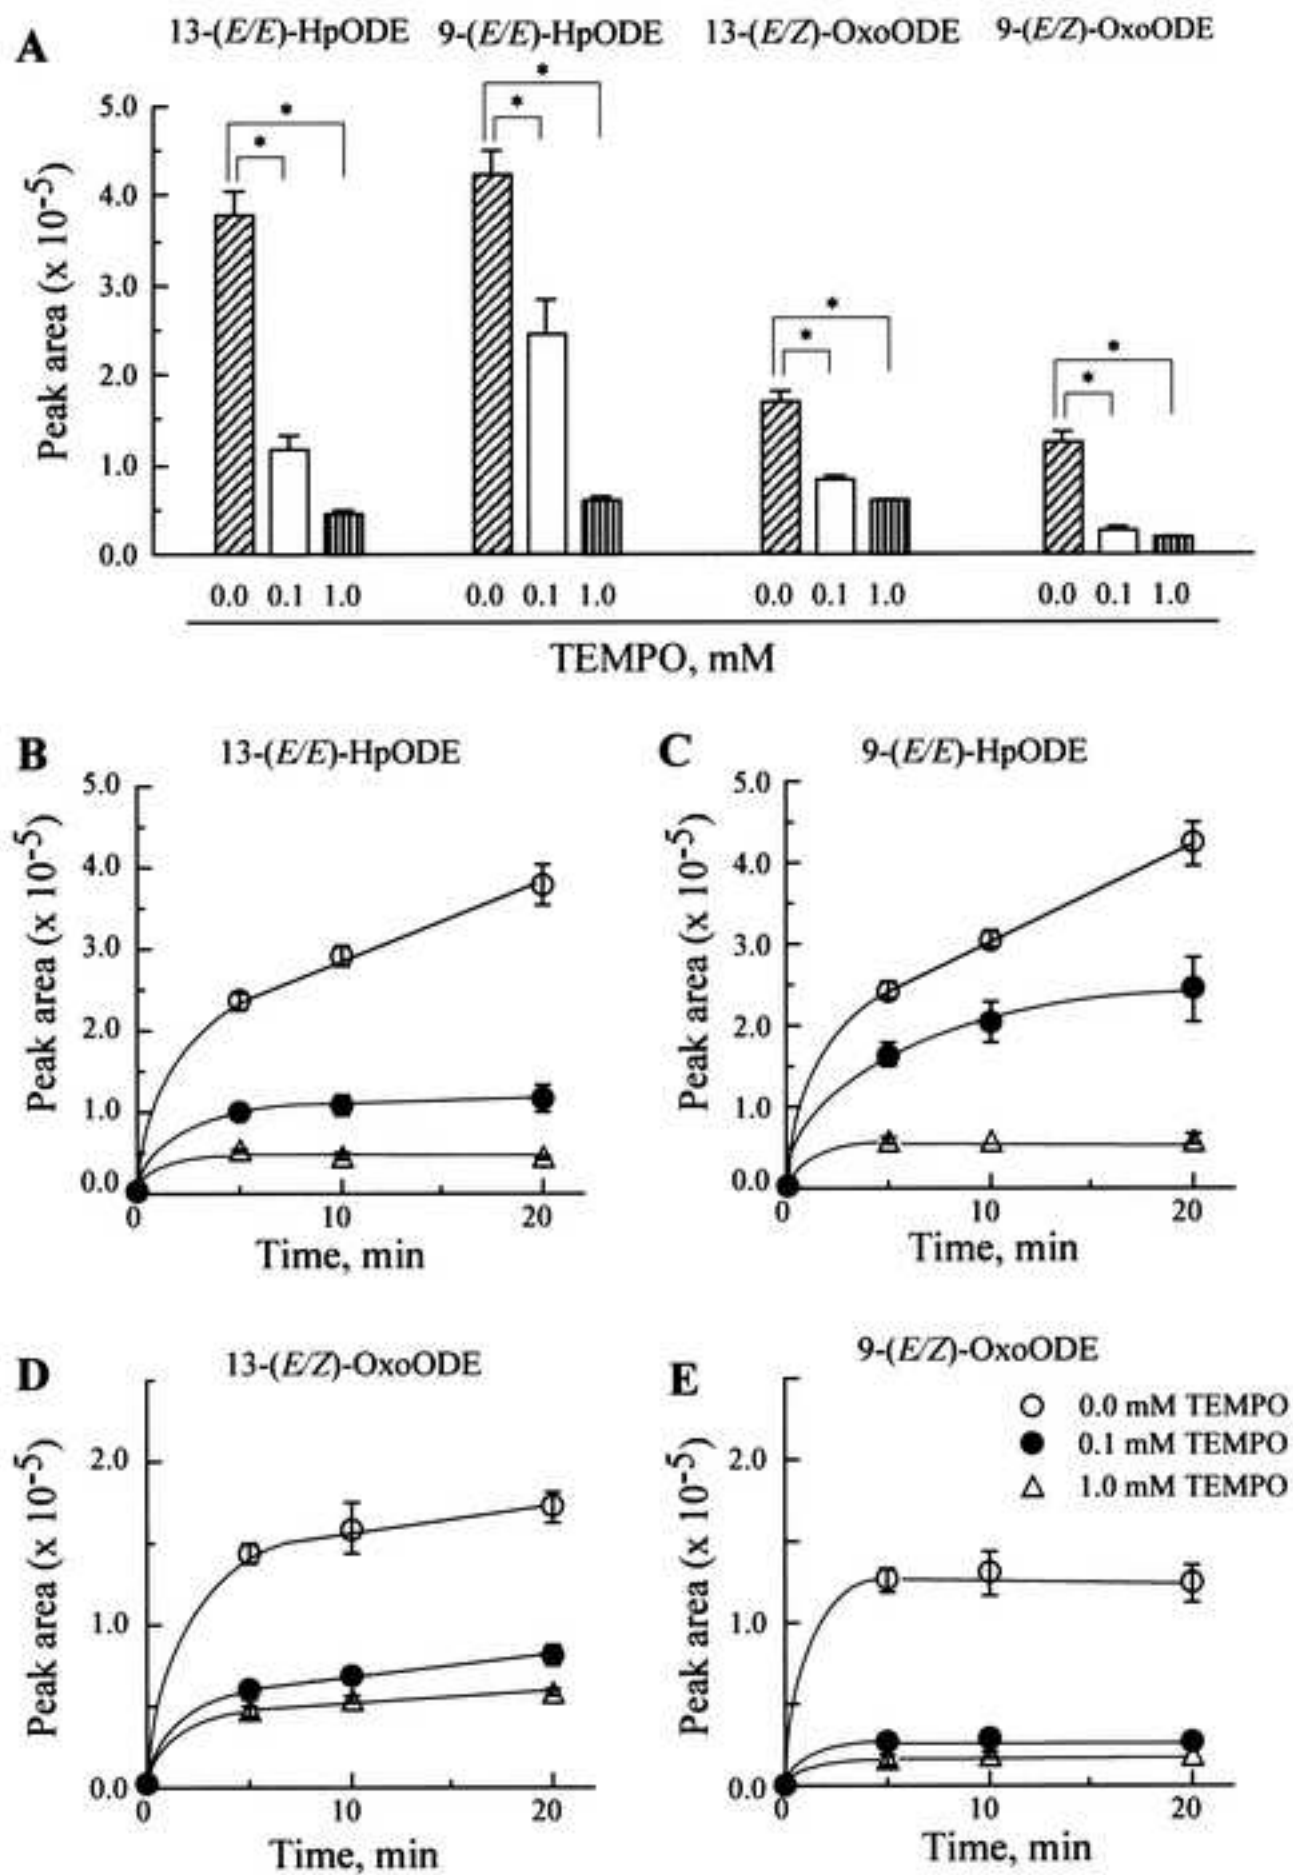 A
13-(E/E)-HpODE 9-(E/E)-HpODE 13-(E/Z)-OxoODE 9-(E/Z)-OxoODE
Peak area (x 10-5)
5.0
4.0
3.0
2.0
1.0
0.0
* * * * * * * *
0.0 0.1 1.0 0.0 0.1 1.0 0.0 0.1 1.0 0.0 0.1 1.0
TEMPO, mM
B
13-(E/E)-HpODE
Peak area (x 10-5)
5.0
4.0
3.0
2.0
1.0
0.0
0 10 20
Time, min
C
9-(E/E)-HpODE
Peak area (x 10-5)
5.0
4.0
3.0
2.0
1.0
0.0
0 10 20
Time, min
D
13-(E/Z)-OxoODE
Peak area (x 10-5)
2.0
1.0
0.0
0 10 20
Time, min
E
9-(E/Z)-OxoODE
0.0 mM TEMPO
0.1 mM TEMPO
1.0 mM TEMPO
Peak area (x 10-5)
2.0
1.0
0.0
0 10 20
Time, min